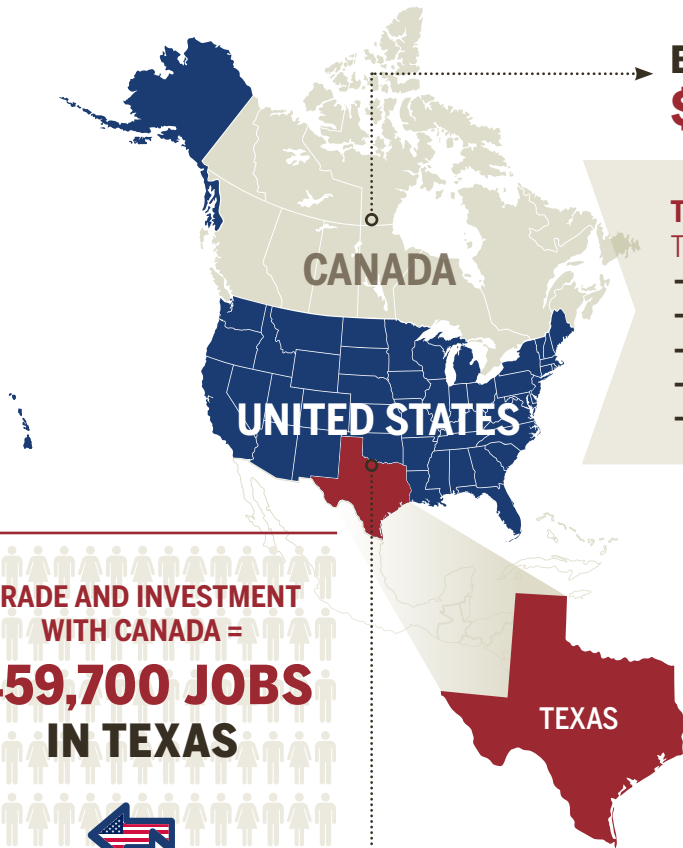 CANADA
UNITED STATES
RADE AND INVESTMENT
WITH CANADA =
59,700 JOBS
IN TEXAS
TEXAS
$